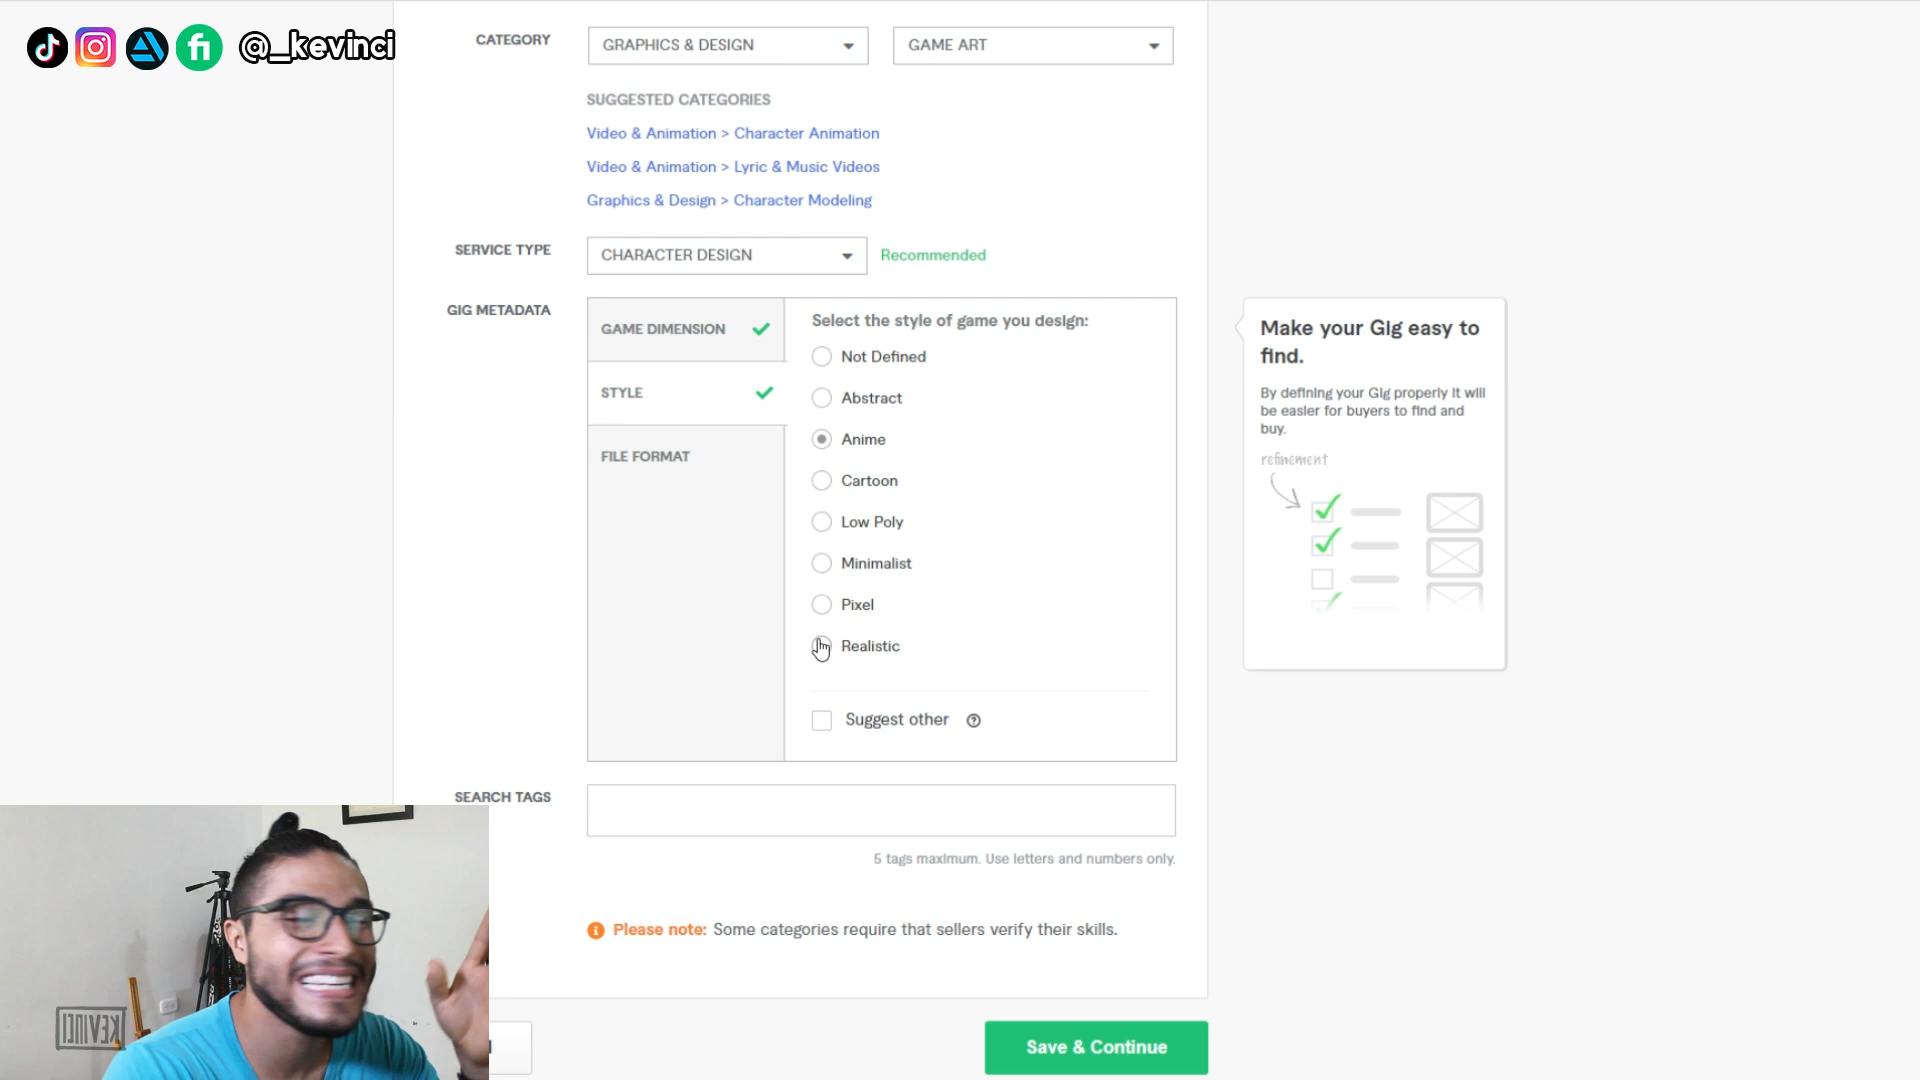 @_kevinci
CATEGORY
GRAPHICS & DESIGN
GAME ART
SUGGESTED CATEGORIES
Video & Animation > Character Animation
Video & Animation > Lyric & Music Videos
Graphics & Design > Character Modeling
SERVICE TYPE
CHARACTER DESIGN
Recommended
GIG METADATA
GAME DIMENSION
STYLE
FILE FORMAT
Select the style of game you design:
Not Defined
Abstract
Anime
Cartoon
Low Poly
Minimalist
Pixel
Realistic
Suggest other
SEARCH TAGS
5 tags maximum. Use letters and numbers only.
Please note: Some categories require that sellers verify their skills.
Save & Continue
Make your Gig easy to
find.
By defining your Gig properly it will
be easier for buyers to find and
buy.
refinement
KEVINCI